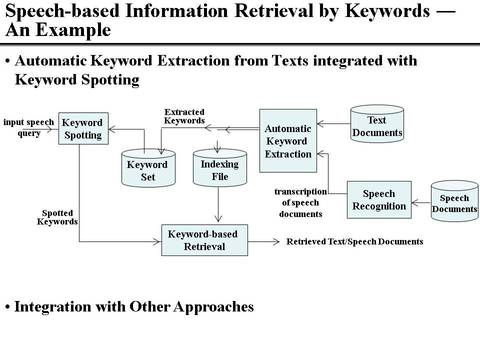 Speech-based Information Retrieval by Keywords —
An Example
• Automatic Keyword Extraction from Texts integrated with
Keyword Spotting
input speech
query
Keyword
Spotting
Extracted
Keywords
Automatic
Keyword
Extraction
Text
Documents
Keyword
Set
Indexing
File
transcription
of speech
documents
Speech
Recognition
Speech
Documents
Spotted
Keywords
Keyword-based
Retrieval
Retrieved Text/Speech Documents
• Integration with Other Approaches